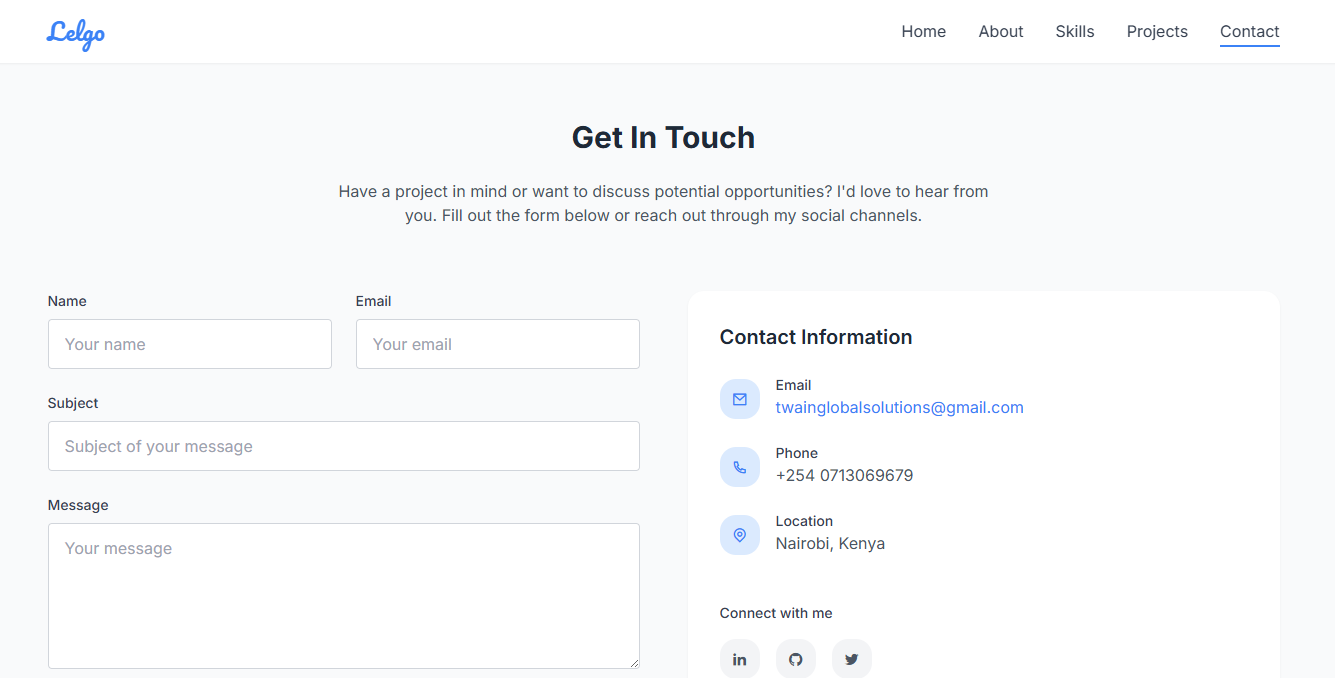 Lelgo
Home About Skills Projects Contact
Get In Touch
Have a project in mind or want to discuss potential opportunities? I'd love to hear from
you. Fill out the form below or reach out through my social channels.
Name Email
Your name Your email
Subject
Subject of your message
Message
Your message
Contact Information
Email
twainglobalsolutions@gmail.com
Phone
+254 0713069679
Location
Nairobi, Kenya
Connect with me
in